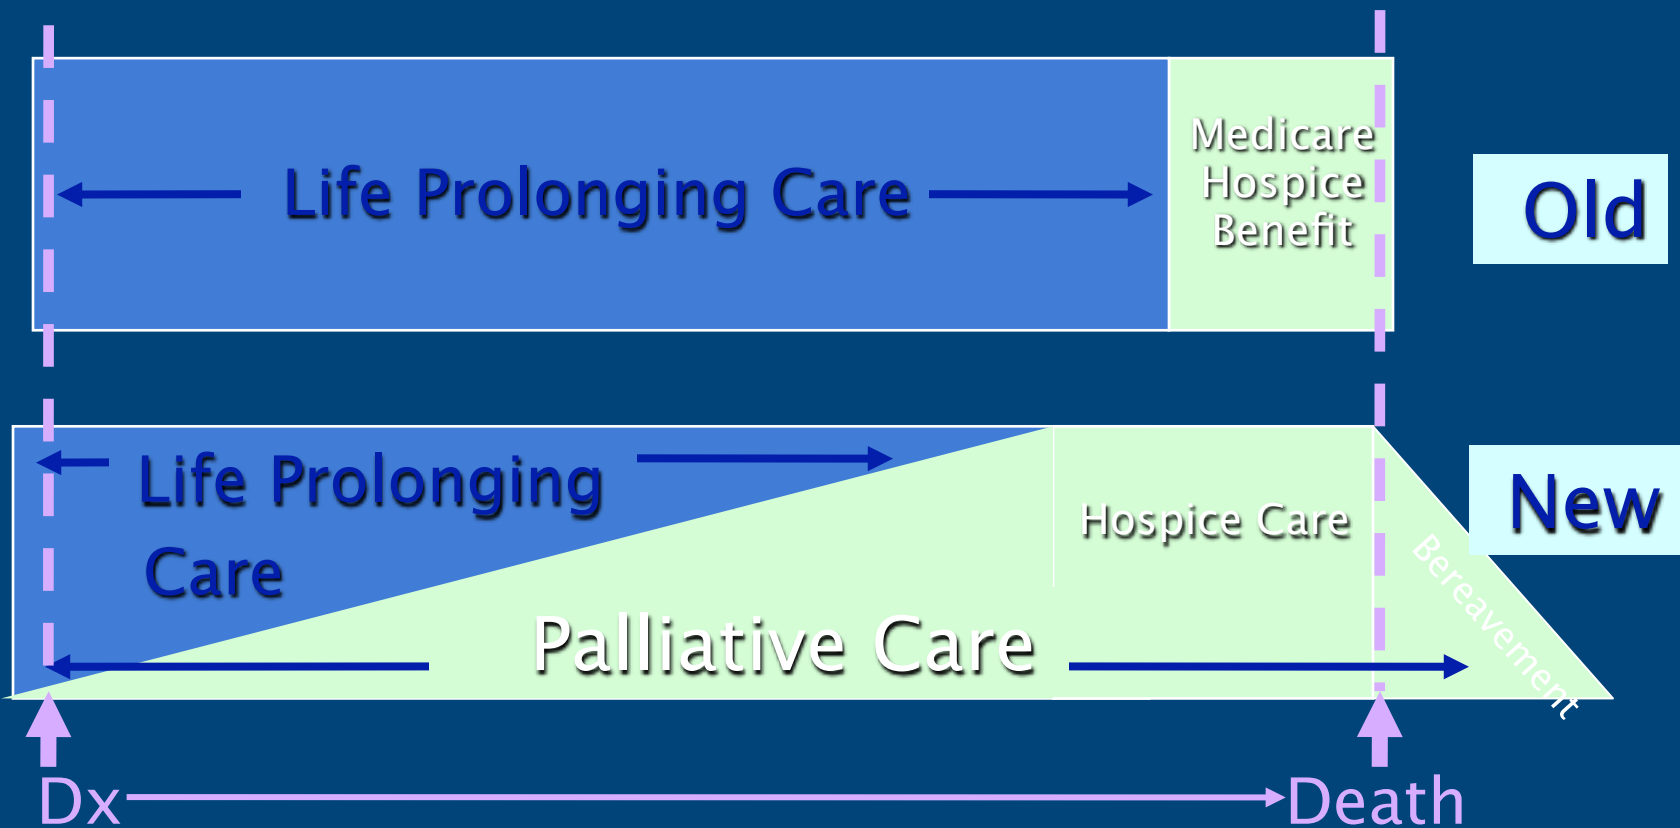 Life Prolonging Care
Medicare
Hospice
Benefit
Old
Life Prolonging
Care
Hospice Care
New
Palliative Care
Bereavement
Dx
Death